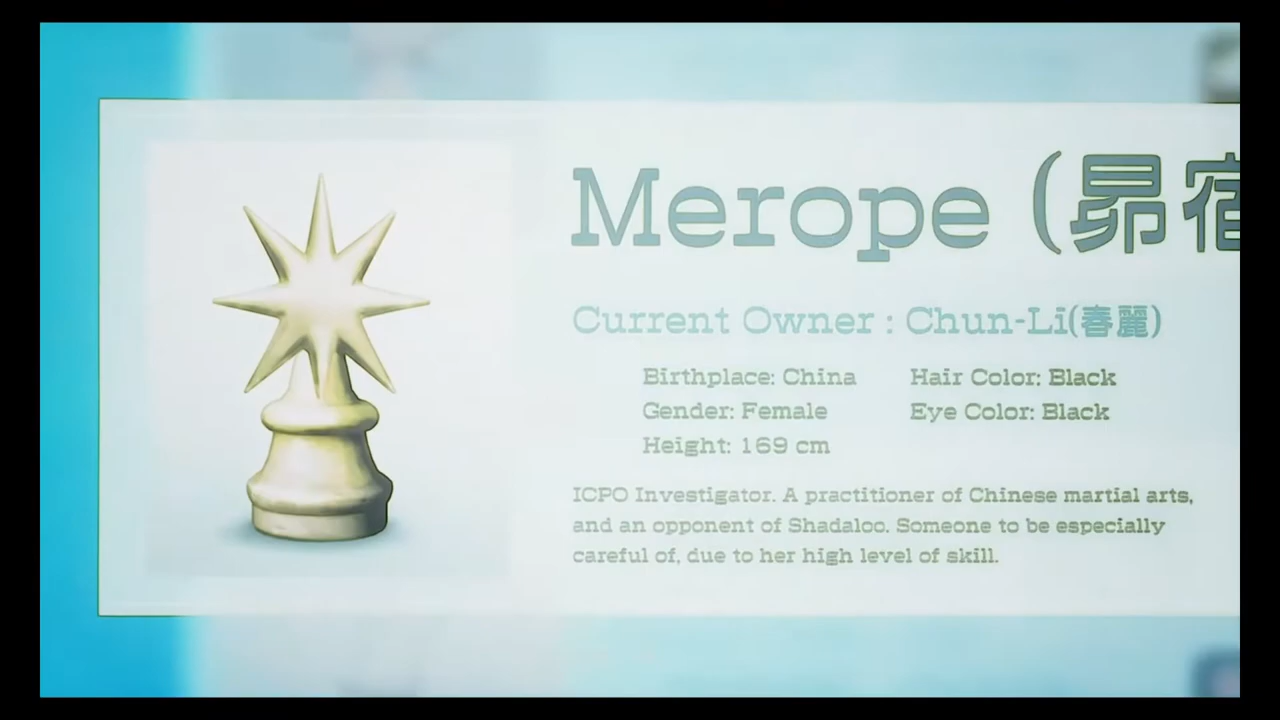 Merope (昴宿
Current Owner : Chun-Li(春麗)
Birthplace: China Hair Color: Black
Gender: Female Eye Color: Black
Height: 169 cm
ICPO Investigator. A practitioner of Chinese martial arts,
and an opponent of Shadaloo. Someone to be especially
careful of, due to her high level of skill.